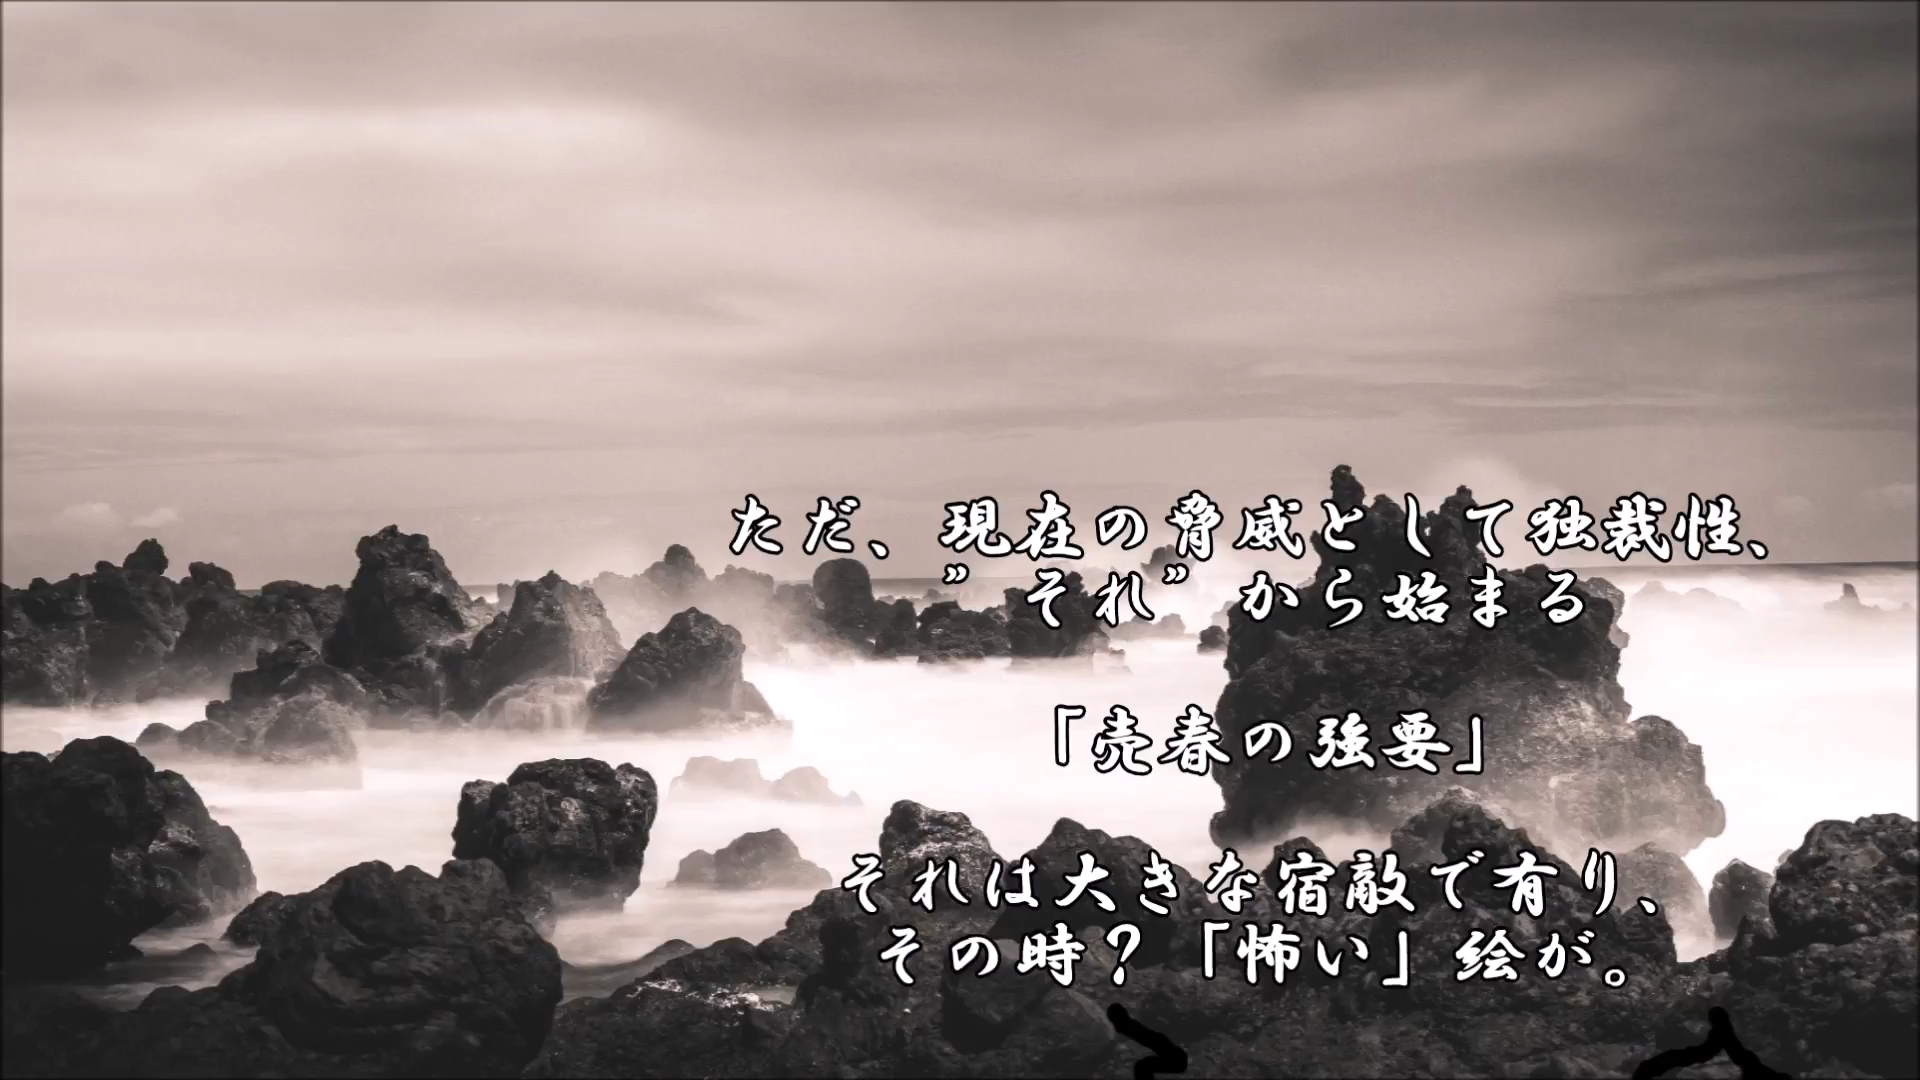 ただ、現在の脅威として独裁性、
”それ”から始まる
「売春の強要」
それは大きな宿敵で有り、
その時？「怖い」絵が。